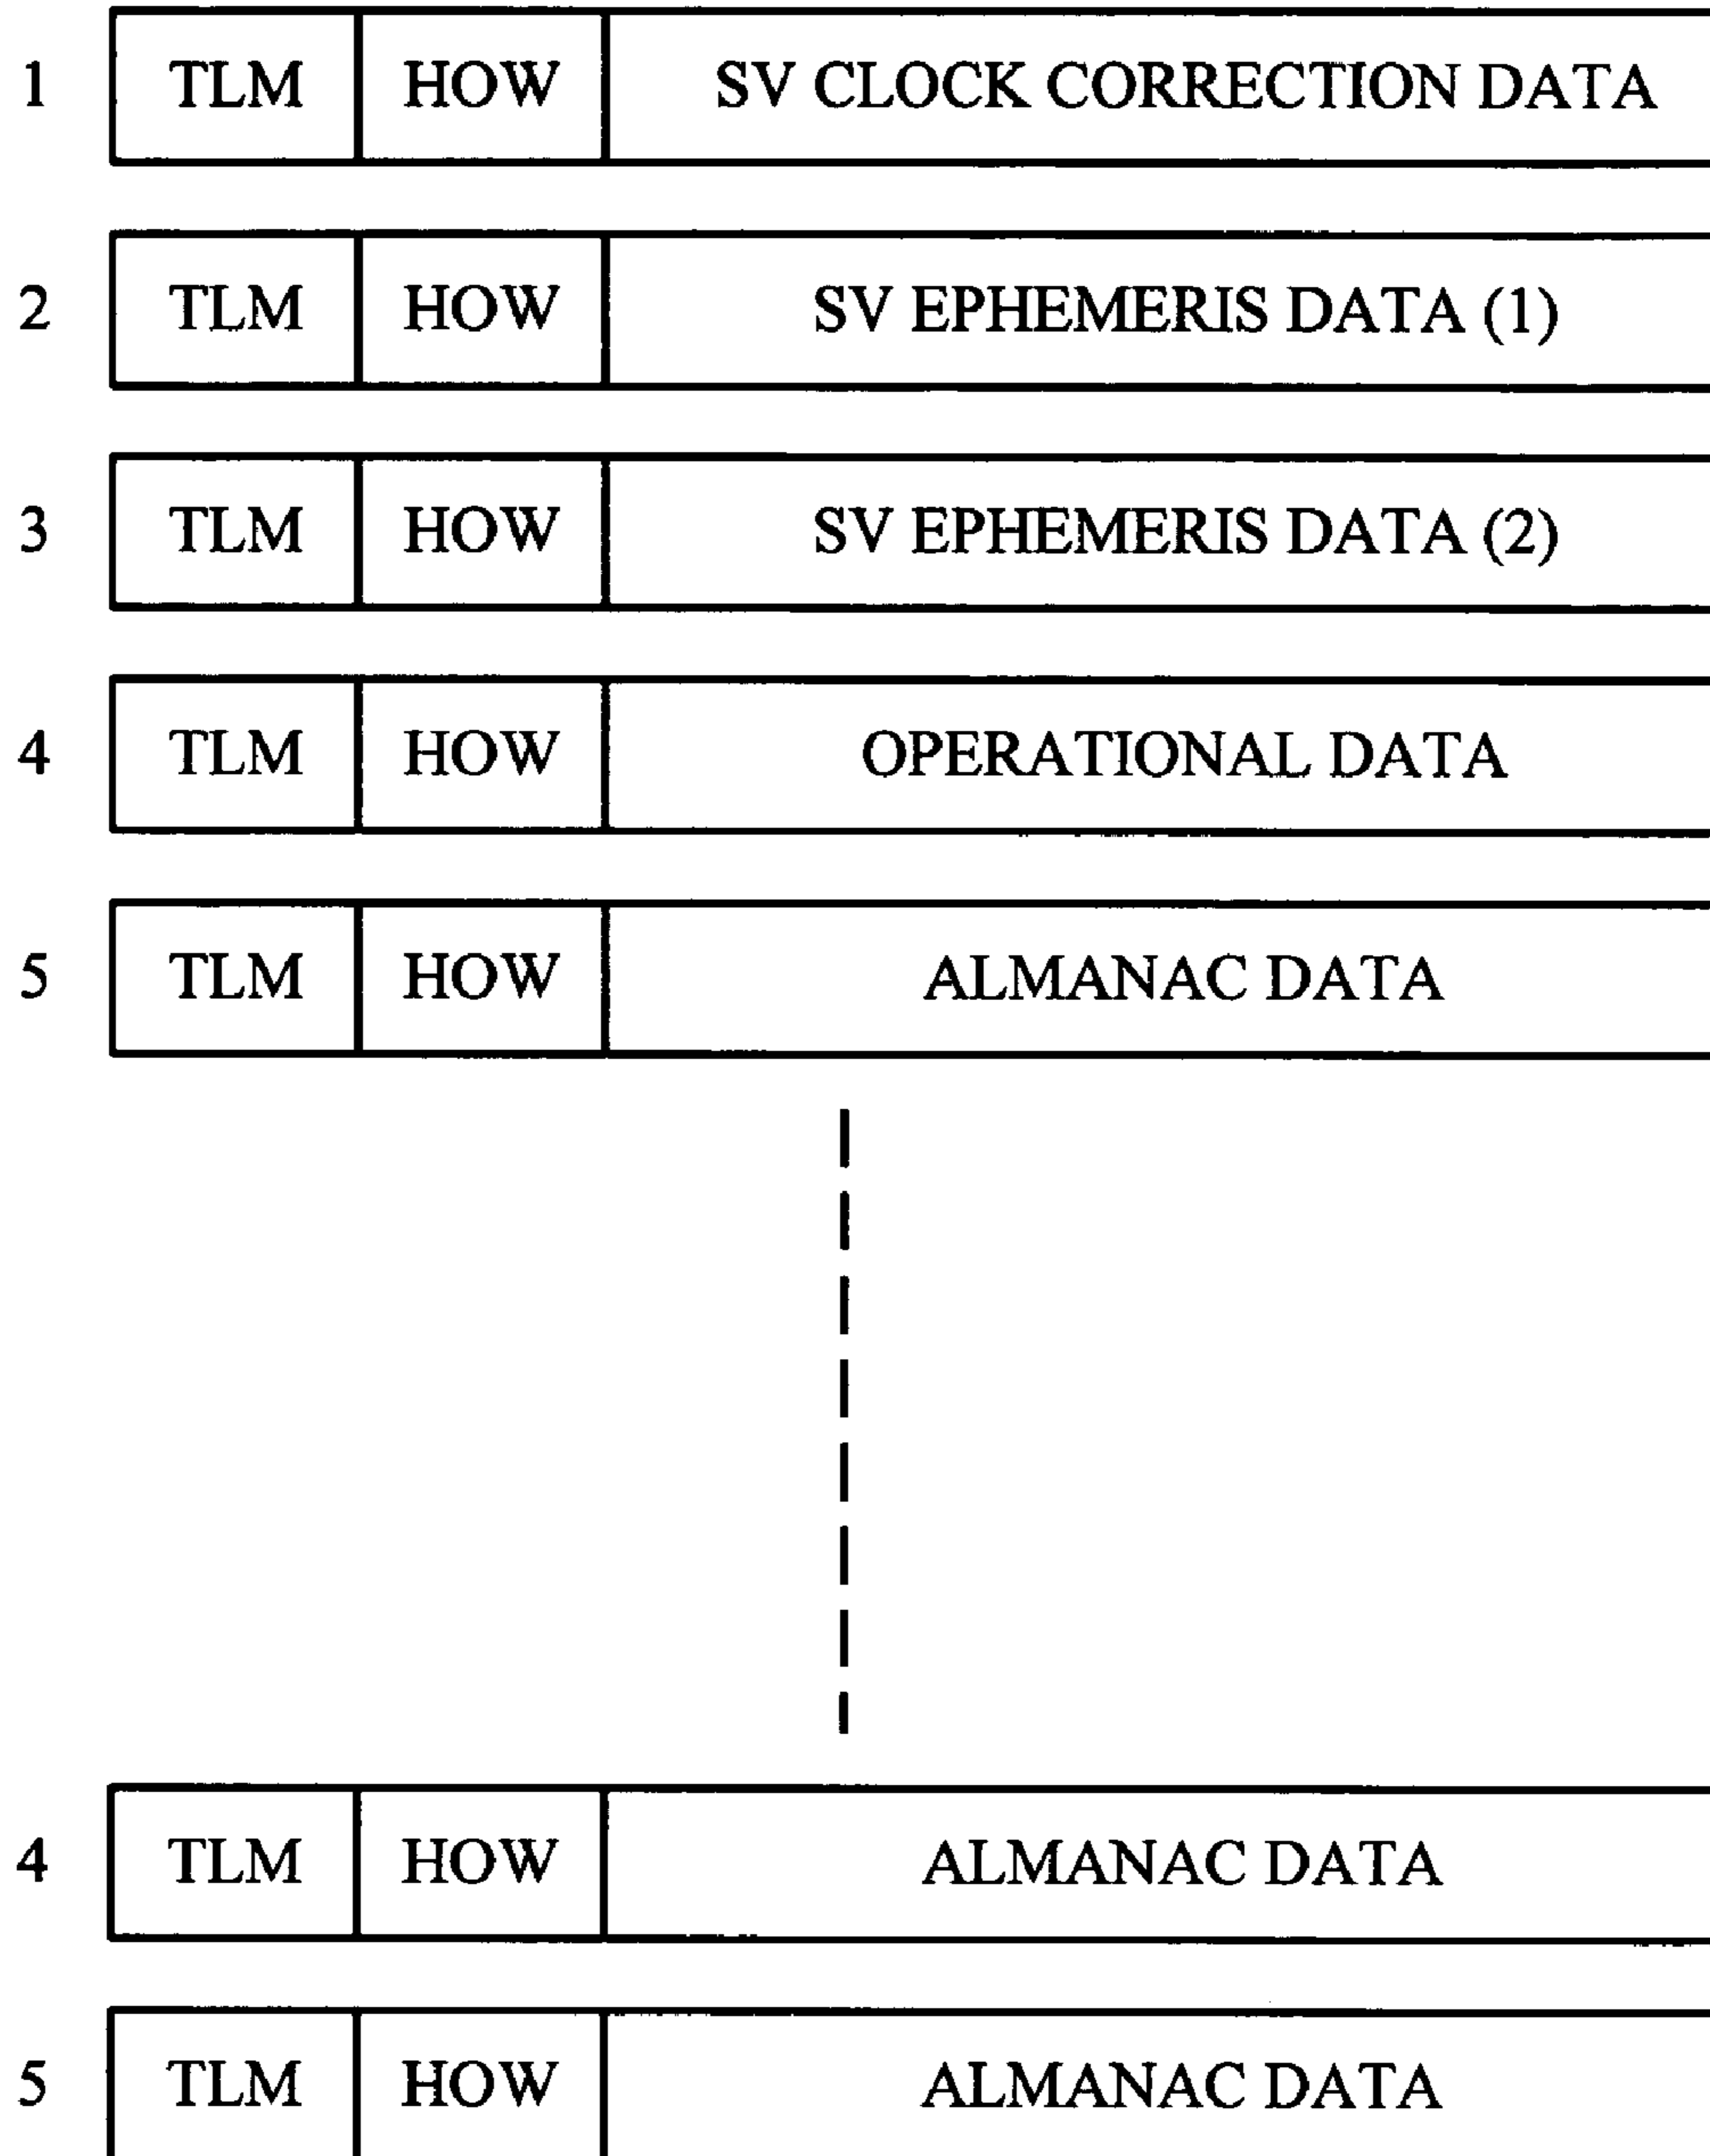 1 TLM HOW SV CLOCK CORRECTION DATA
2 TLM HOW SV EPHEMERIS DATA (1)
3 TLM HOW SV EPHEMERIS DATA (2)
4 TLM HOW OPERATIONAL DATA
5 TLM HOW ALMANAC DATA
4 TLM HOW ALMANAC DATA
5 TLM HOW ALMANAC DATA